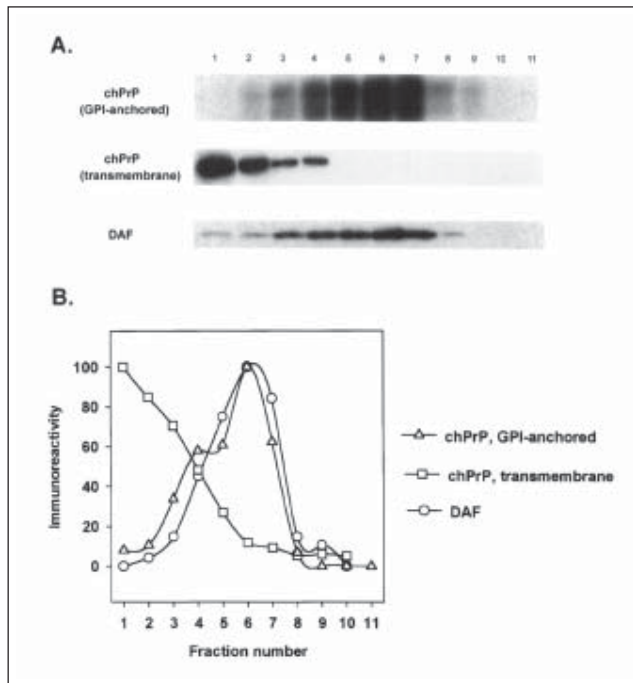 A.
1 2 3 4 5 6 7 8 9 10 11
chPrP
(GPI-anchored)
chPrP
(transmembrane)
DAF
B.
100
80
60
40
20
0
Immunoreactivity
1 2 3 4 5 6 7 8 9 10 11
Fraction number
chPrP, GPI-anchored
chPrP, transmembrane
DAF